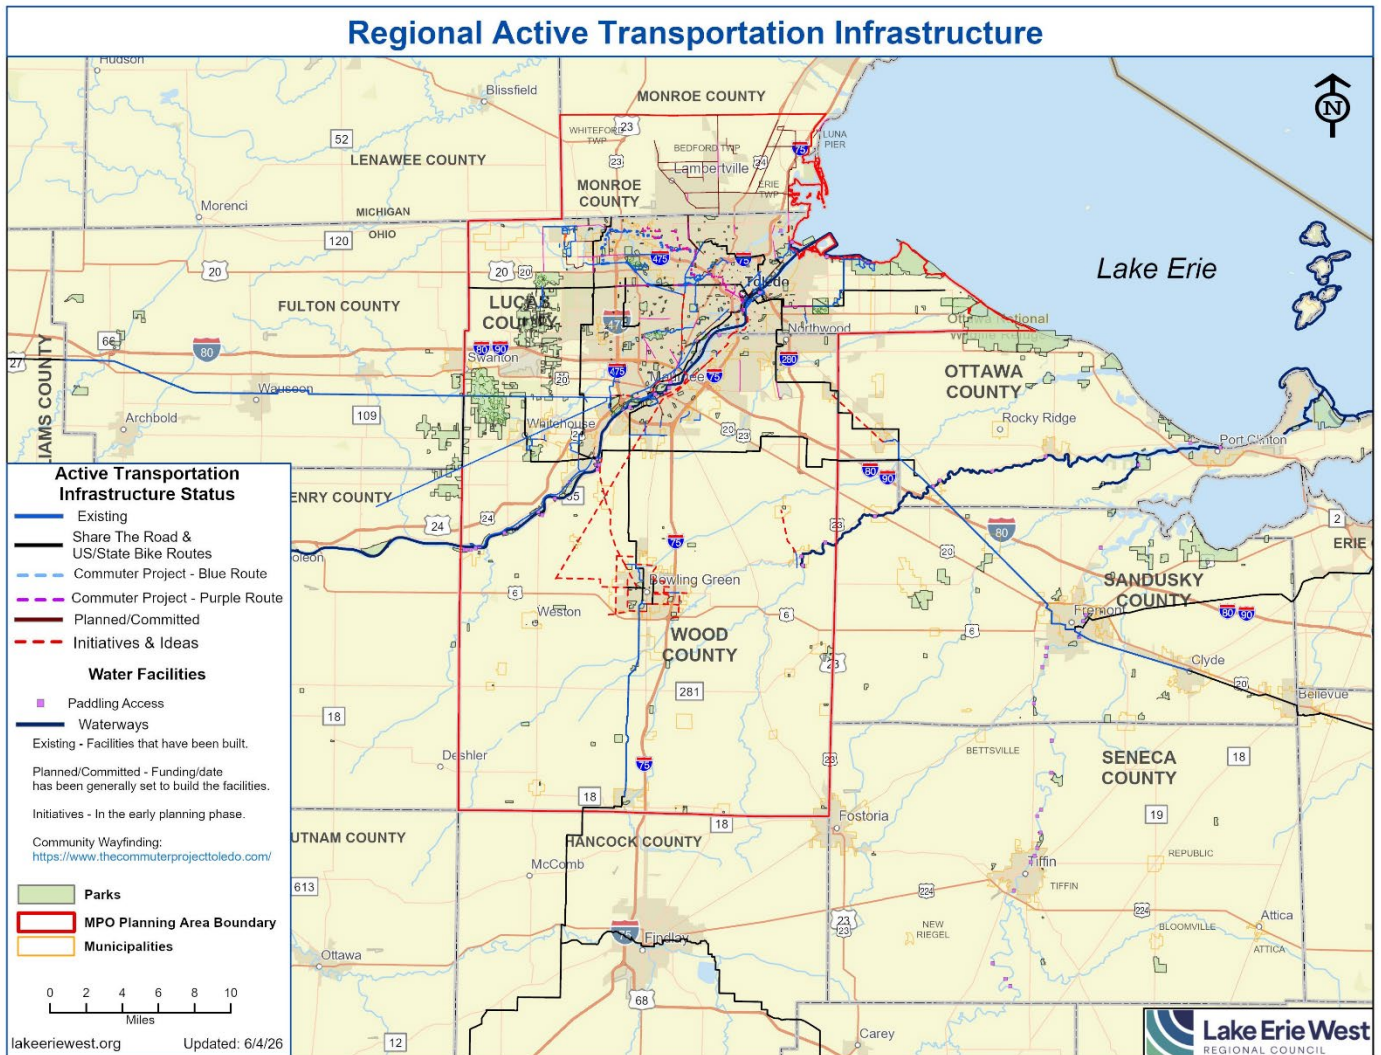 Regional Active Transportation Infrastructure
Hudson
Blissfield
MONROE COUNTY
N
23
WHITEFORD
TWP
52
LENAWEE COUNTY
BEDFORD TWP
LUNA
PIER
75
23
24
Lambertville
ERIE
TWP
MONROE
COUNTY
Morenci
MICHIGAN
OHIO
120
20
20
20
475
75
Lake Erie
FULTON COUNTY
LUCAS
COUNTY
Toledo
Northwood
Ottawa National
Wildlife Refuge
66
80
27
80 90
Swanton
20
475
75
280
Maumee
OTTAWA
COUNTY
Wauseon
109
Archbold
Whitehouse
20
23
Rocky Ridge
Port Clinton
Active Transportation
Infrastructure Status
Existing
Share The Road &
US/State Bike Routes
Commuter Project - Blue Route
Commuter Project - Purple Route
Planned/Committed
Initiatives & Ideas
Water Facilities
Paddling Access
Waterways
Existing - Facilities that have been built.
Planned/Committed - Funding/date
has been generally set to build the facilities.
Initiatives - In the early planning phase.
Community Wayfinding:
https://www.thecommuterprojecttoledo.com/
Parks
MPO Planning Area Boundary
Municipalities
0 2 4 6 8 10
Miles
lakeeriewest.org
Updated: 6/4/26
80 90
24
24
23
80
2
ERIE
75
20
Bowling Green
SANDUSKY
COUNTY
6
Weston
6
Fremont
80 90
6
WOOD
COUNTY
23
Clyde
20
Bellevue
281
18
BETTSVILLE
Deshler
75
23
SENECA
COUNTY
18
18
18
Fostoria
19
HANCOCK COUNTY
McComb
REPUBLIC
Tiffin
TIFFIN
613
224
224
23
23
NEW
RIEGEL
Attica
BLOOMVILLE
ATTICA
75
Findlay
Ottawa
68
12
Carey
Lake Erie West
REGIONAL COUNCIL